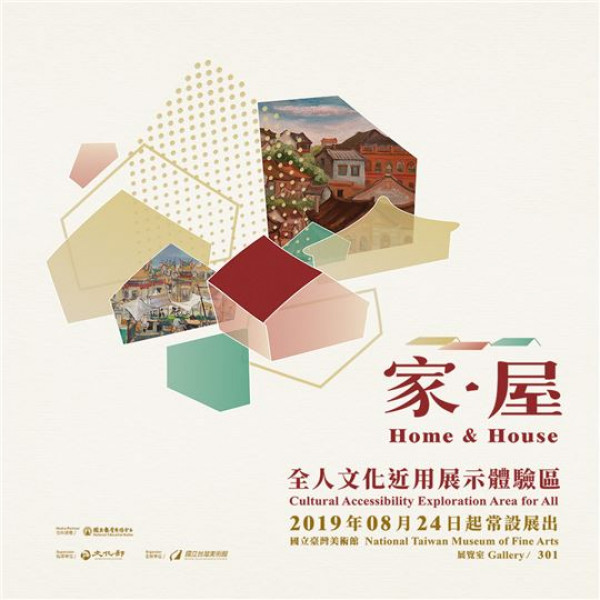 家・屋
Home & House
全人文化近用展示體驗區
Cultural Accessibility Exploration Area for All
2019年08月24日起常設展出
國立臺灣美術館 National Taiwan Museum of Fine Arts
展覽室 Gallery / 301
文化部
國立台灣美術館